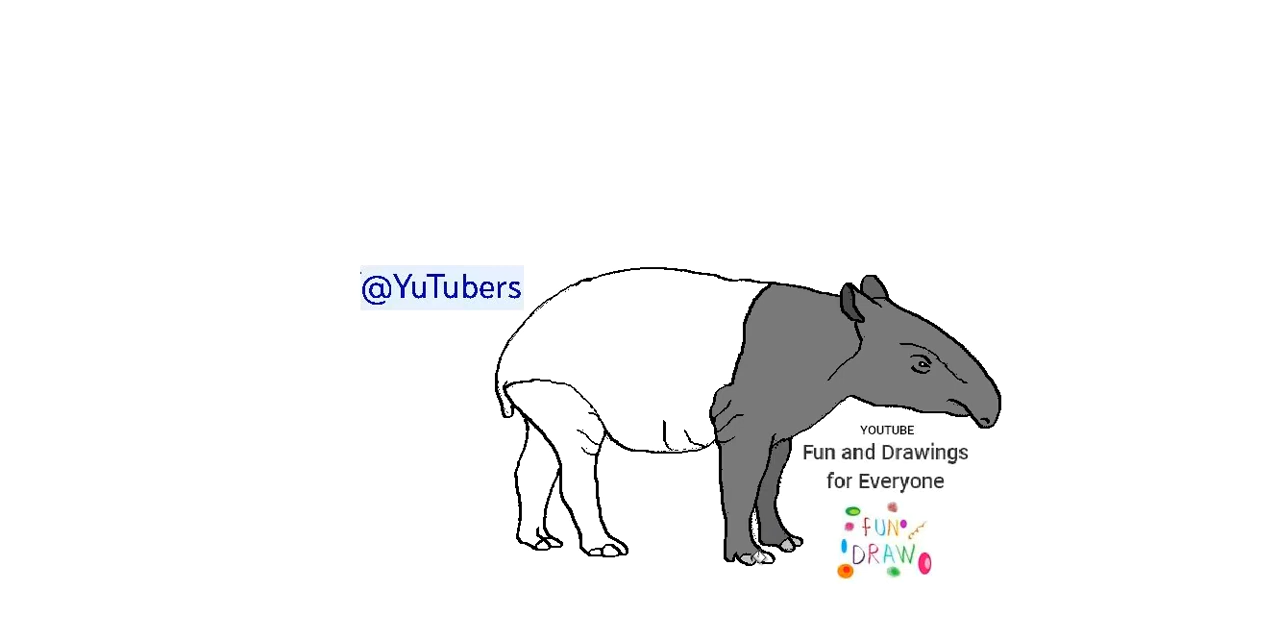 @YuTubers
YOUTUBE
Fun and Drawings
for Everyone
FUN
DRAW